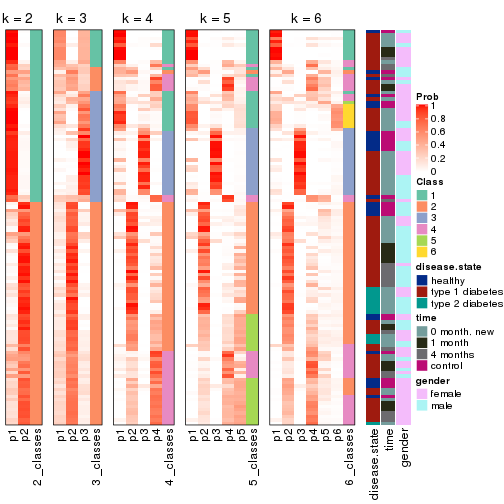 k = 2
k = 3
k = 4
k = 5
k = 6
p1
p2
2_classes
p1
p2
p3
3_classes
p1
p2
p3
p4
4_classes
p1
p2
p3
p4
p5
5_classes
p1
p2
p3
p4
p5
p6
6_classes
disease.state
time
gender
Prob
1
0.8
0.6
0.4
0.2
0
Class
1
2
3
4
5
6
disease.state
healthy
type 1 diabetes
type 2 diabetes
time
0 month. new
1 month
4 months
control
gender
female
male